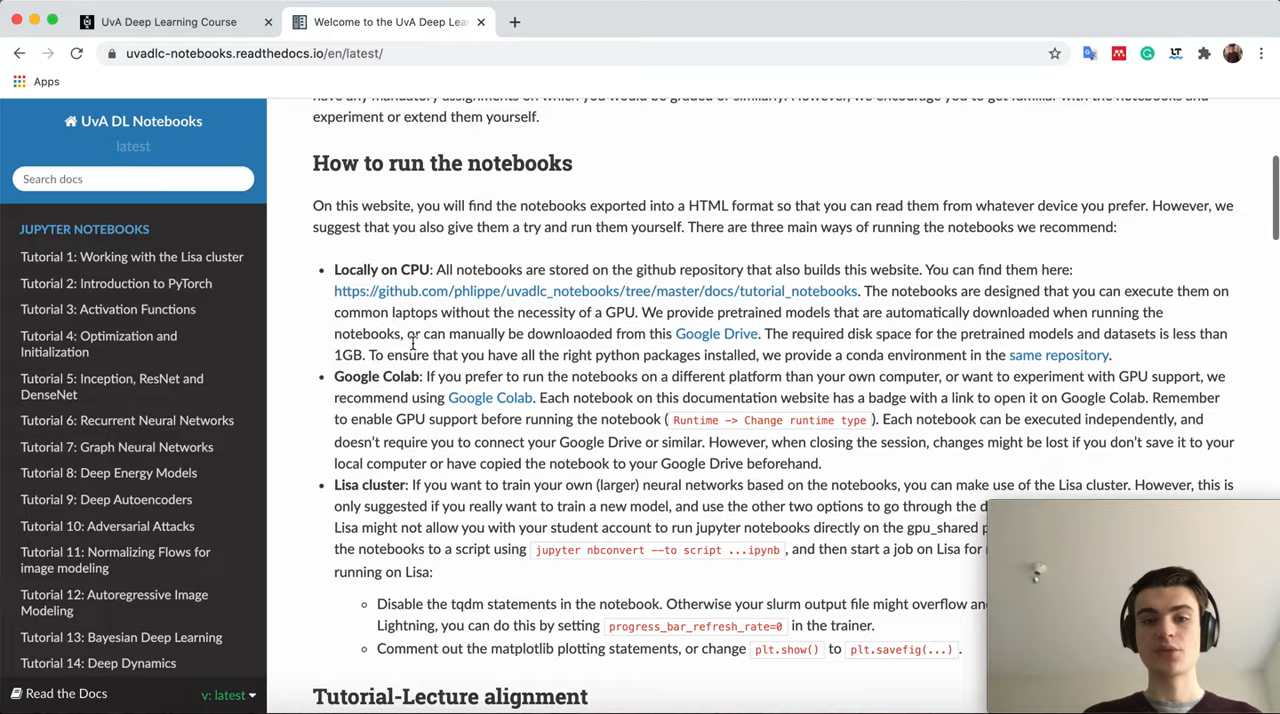 UvA Deep Learning Course
Welcome to the UvA Deep Lea
uvadlc-notebooks.readthedocs.io/en/latest/
Apps
UvA DL Notebooks
latest
Search docs
JUPYTER NOTEBOOKS
Tutorial 1: Working with the Lisa cluster
Tutorial 2: Introduction to PyTorch
Tutorial 3: Activation Functions
Tutorial 4: Optimization and
Initialization
Tutorial 5: Inception, ResNet and
DenseNet
Tutorial 6: Recurrent Neural Networks
Tutorial 7: Graph Neural Networks
Tutorial 8: Deep Energy Models
Tutorial 9: Deep Autoencoders
Tutorial 10: Adversarial Attacks
Tutorial 11: Normalizing Flows for
image modeling
Tutorial 12: Autoregressive Image
Modeling
Tutorial 13: Bayesian Deep Learning
Tutorial 14: Deep Dynamics
Read the Docs v: latest
have any mandatory assignments on which you would be graded or similarly. However, we encourage you to get familiar with the notebooks and
experiment or extend them yourself.
How to run the notebooks
On this website, you will find the notebooks exported into a HTML format so that you can read them from whatever device you prefer. However, we
suggest that you also give them a try and run them yourself. There are three main ways of running the notebooks we recommend:
• Locally on CPU: All notebooks are stored on the github repository that also builds this website. You can find them here:
https://github.com/phlippe/uvadlc_notebooks/tree/master/docs/tutorial_notebooks. The notebooks are designed that you can execute them on
common laptops without the necessity of a GPU. We provide pretrained models that are automatically downloaded when running the
notebooks, or can manually be downloaoded from this Google Drive. The required disk space for the pretrained models and datasets is less than
1GB. To ensure that you have all the right python packages installed, we provide a conda environment in the same repository.
• Google Colab: If you prefer to run the notebooks on a different platform than your own computer, or want to experiment with GPU support, we
recommend using Google Colab. Each notebook on this documentation website has a badge with a link to open it on Google Colab. Remember
to enable GPU support before running the notebook ( Runtime -> Change runtime type ). Each notebook can be executed independently, and
doesn't require you to connect your Google Drive or similar. However, when closing the session, changes might be lost if you don't save it to your
local computer or have copied the notebook to your Google Drive beforehand.
• Lisa cluster: If you want to train your own (larger) neural networks based on the notebooks, you can make use of the Lisa cluster. However, this is
only suggested if you really want to train a new model, and use the other two options to go through the d
Lisa might not allow you with your student account to run jupyter notebooks directly on the gpu_shared p
the notebooks to a script using jupyter nbconvert --to script ...ipynb , and then start a job on Lisa for
running on Lisa:
◦ Disable the tqdm statements in the notebook. Otherwise your slurm output file might overflow an
Lightning, you can do this by setting progress_bar_refresh_rate=0 in the trainer.
◦ Comment out the matplotlib plotting statements, or change plt.show() to plt.savefig(...) .
Tutorial-Lecture alignment